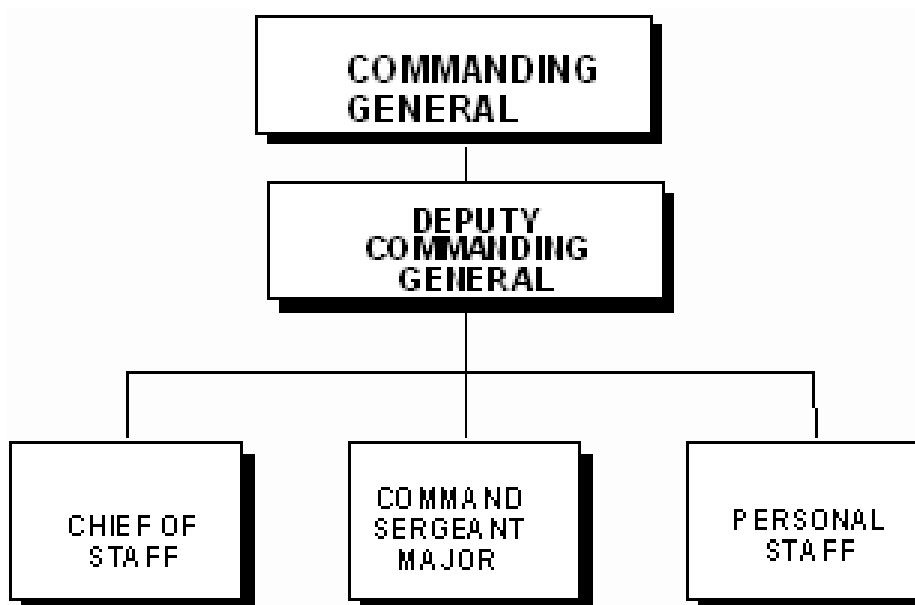 COMMANDING
GENERAL
DEPUTY
COMMANDING
GENERAL
CHIEF OF
STAFF
COMMAND
SERGEANT
MAJOR
PERSONAL
STAFF